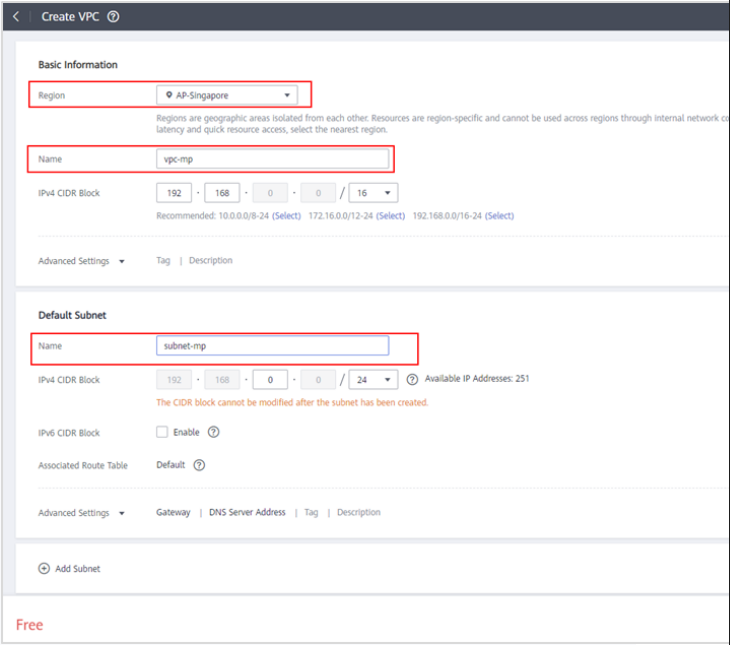 Create VPC
Basic Information
Region AP-Singapore
Regions are geographic areas isolated from each other. Resources are region-specific and cannot be used across regions through internal network co
latency and quick resource access, select the nearest region.
Name vpc-mp
IPv4 CIDR Block 192 · 168 · 0 · 0 / 16
Recommended: 10.0.0.0/8-24 (Select) 172.16.0.0/12-24 (Select) 192.168.0.0/16-24 (Select)
Advanced Settings Tag | Description
Default Subnet
Name subnet-mp
IPv4 CIDR Block 192 · 168 · 0 · 0 / 24 Available IP Addresses: 251
The CIDR block cannot be modified after the subnet has been created.
IPv6 CIDR Block Enable
Associated Route Table Default
Advanced Settings Gateway | DNS Server Address | Tag | Description
Add Subnet
Free